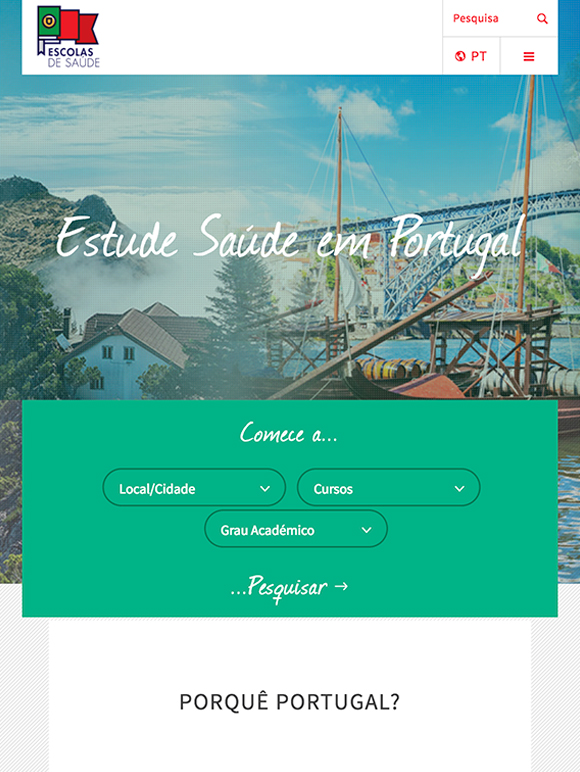 ESCOLAS
DE SAÚDE
Pesquisa
PT
Estude Saúde em Portugal
Comece a...
Local/Cidade
Cursos
Grau Académico
...Pesquisar →
PORQUÊ PORTUGAL?